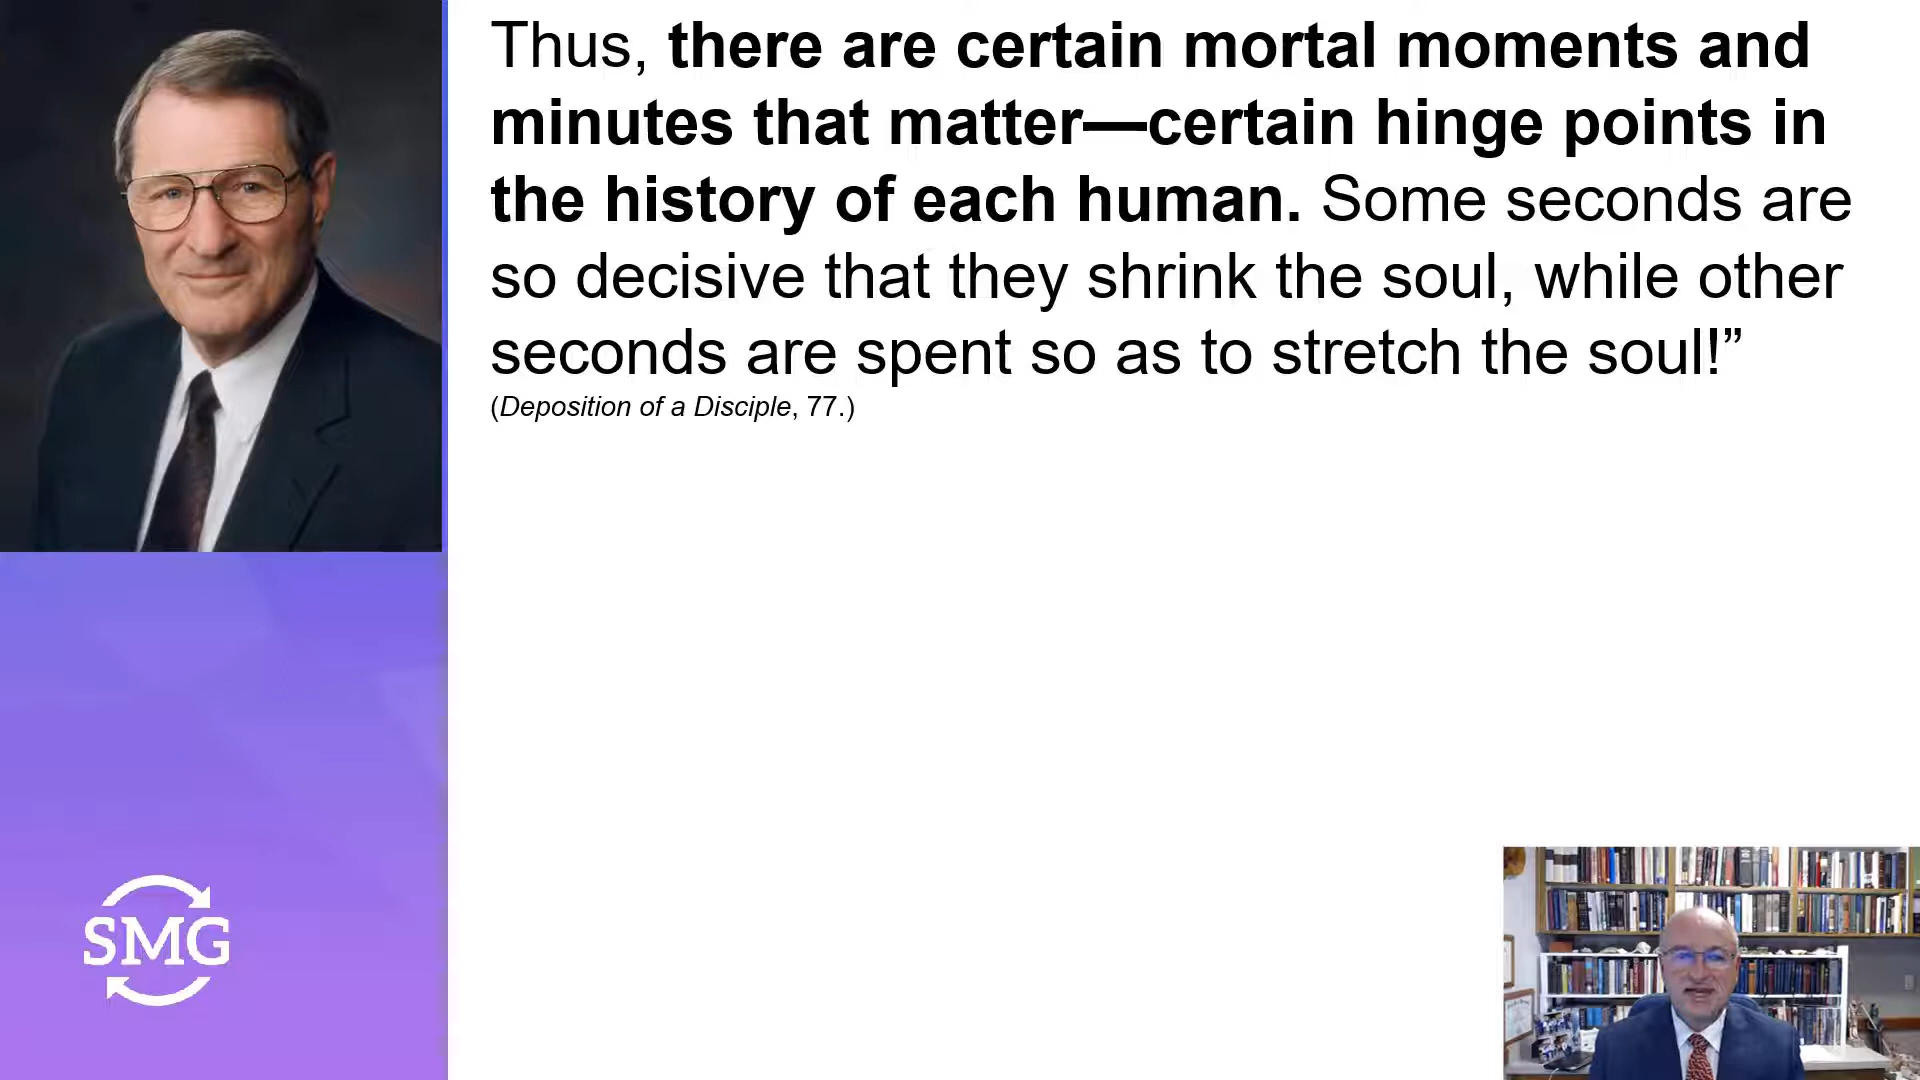 Thus, there are certain mortal moments and
minutes that matter—certain hinge points in
the history of each human. Some seconds are
so decisive that they shrink the soul, while other
seconds are spent so as to stretch the soul!”
(Deposition of a Disciple, 77.)
SMG